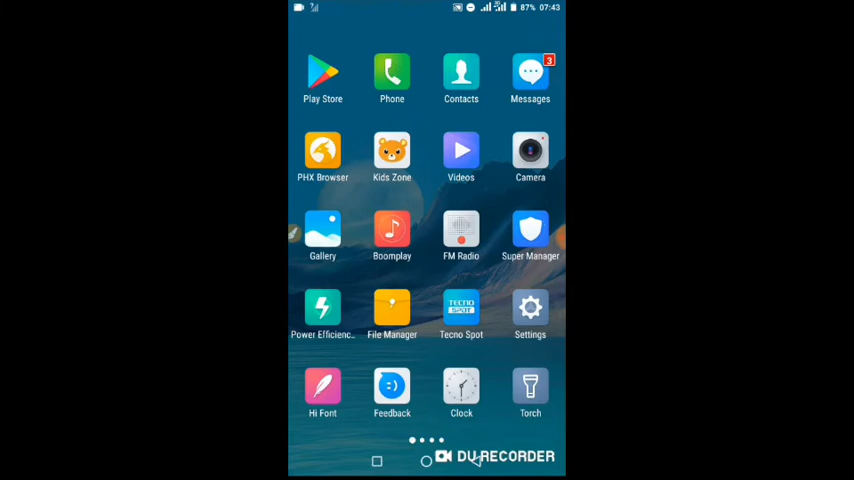 87% 07:43
3
Play Store Phone Contacts Messages
PHX Browser Kids Zone Videos Camera
Gallery Boomplay FM Radio Super Manager
TECNO
SPOT
Power Efficienc... File Manager Tecno Spot Settings
Hi Font Feedback Clock Torch
DU RECORDER